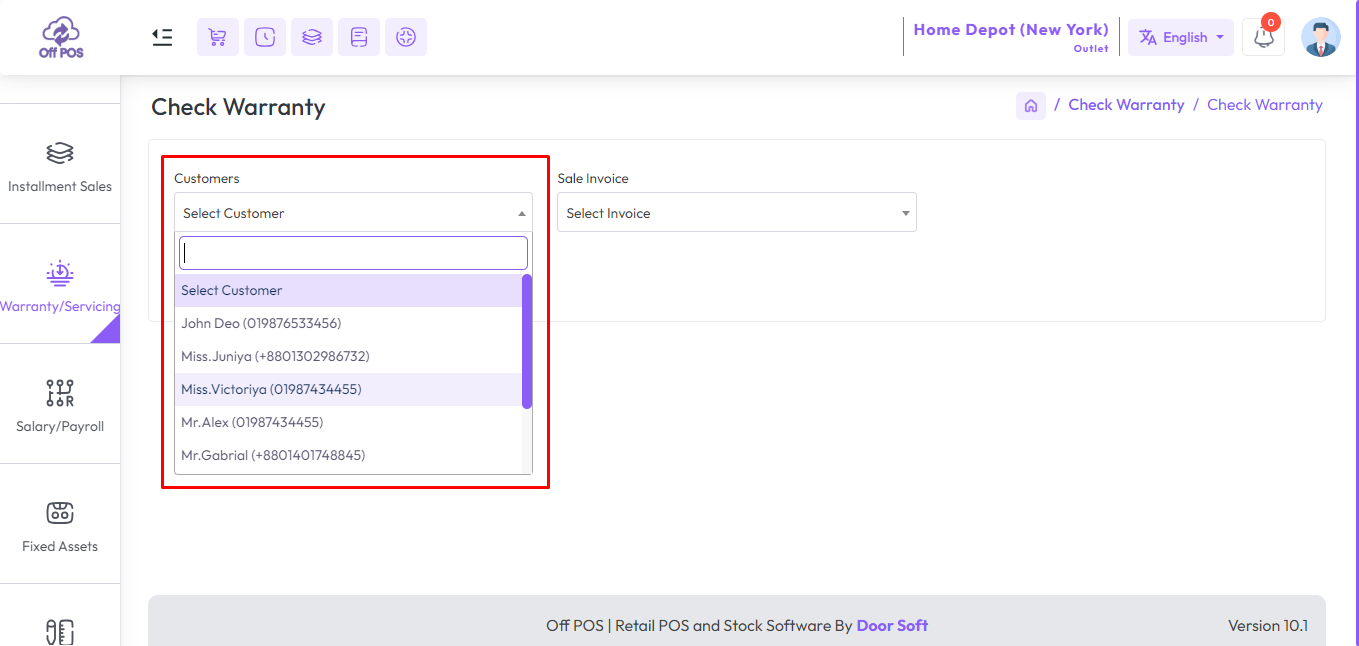 Off POS
Home Depot (New York)
Outlet
English
0
Installment Sales
Warranty/Servicing
Salary/Payroll
Fixed Assets
Check Warranty
/ Check Warranty / Check Warranty
Customers
Select Customer
Select Customer
John Deo (019876533456)
Miss.Juniya (+8801302986732)
Miss.Victoriya (01987434455)
Mr.Alex (01987434455)
Mr.Gabrial (+8801401748845)
Sale Invoice
Select Invoice
Off POS | Retail POS and Stock Software By Door Soft
Version 10.1